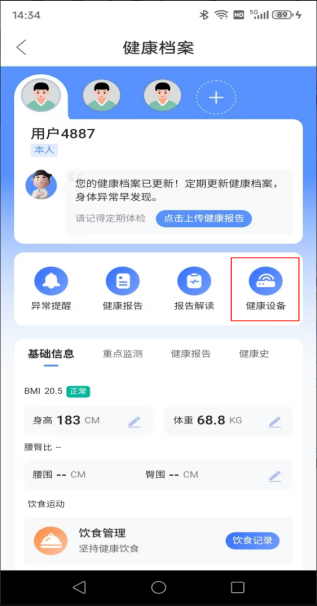 14:34
HD 5G 89
健康档案
用户4887
本人
您的健康档案已更新！定期更新健康档案，
身体异常早发现。
请记得定期体检 点击上传健康报告
异常提醒 健康报告 报告解读 健康设备
基础信息 重点监测 健康报告 健康史
BMI 20.5 正常
身高 183 CM 体重 68.8 KG
腰臀比 --
腰围 -- CM 臀围 -- CM
饮食运动
饮食管理
坚持健康饮食
饮食记录